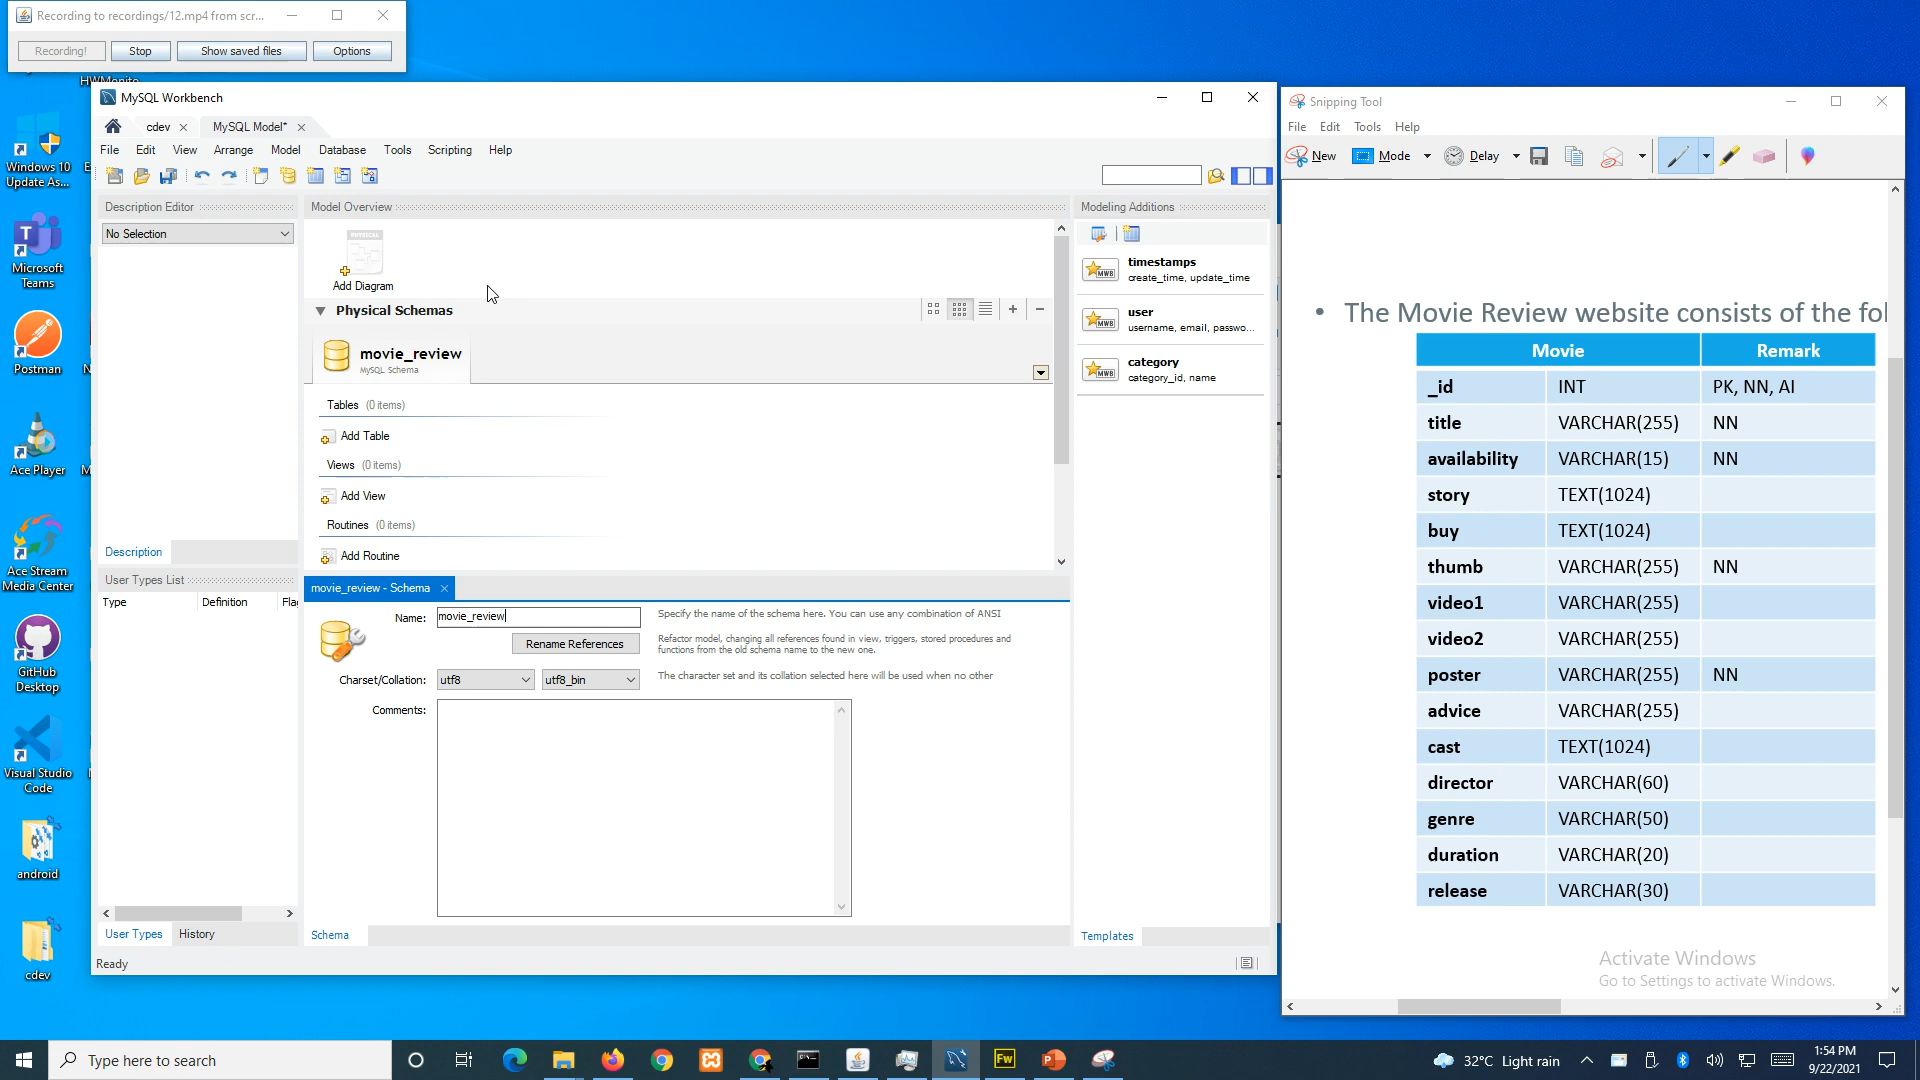 Recording to recordings/12.mp4 from scr...
Recording!
Stop
Show saved files
Options
HWMonito
Windows 10
Update As...
Microsoft
Teams
Postman
Ace Player
Ace Stream
Media Center
GitHub
Desktop
Visual Studio
Code
android
cdev
MySQL Workbench
cdev
MySQL Model*
File Edit View Arrange Model Database Tools Scripting Help
Description Editor
No Selection
Description
User Types List
Type Definition Fla
User Types History
Ready
Model Overview
PHYSICAL
Add Diagram
Physical Schemas
movie_review
MySQL Schema
Tables (0 items)
Add Table
Views (0 items)
Add View
Routines (0 items)
Add Routine
movie_review - Schema
Name: movie_review
Specify the name of the schema here. You can use any combination of ANSI
Rename References
Refactor model, changing all references found in view, triggers, stored procedures and
functions from the old schema name to the new one.
Charset/Collation: utf8 utf8_bin
The character set and its collation selected here will be used when no other
Comments:
Schema
Modeling Additions
MWB
timestamps
create_time, update_time
MWB
user
username, email, passwo...
MWB
category
category_id, name
Templates
Snipping Tool
File Edit Tools Help
New Mode Delay
• The Movie Review website consists of the fol
Movie Remark
_id INT PK, NN, AI
title VARCHAR(255) NN
availability VARCHAR(15) NN
story TEXT(1024)
buy TEXT(1024)
thumb VARCHAR(255) NN
video1 VARCHAR(255)
video2 VARCHAR(255)
poster VARCHAR(255) NN
advice VARCHAR(255)
cast TEXT(1024)
director VARCHAR(60)
genre VARCHAR(50)
duration VARCHAR(20)
release VARCHAR(30)
Activate Windows
Go to Settings to activate Windows.
Type here to search
Fw
32°C Light rain
1:54 PM
9/22/2021